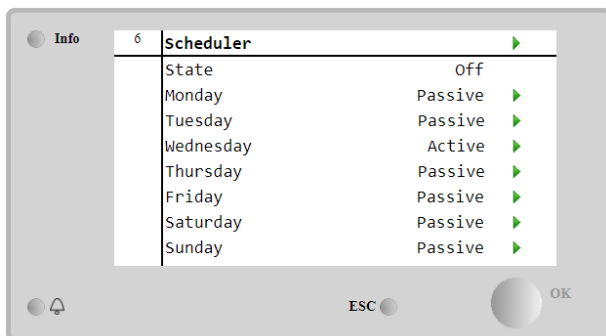 Info
6 Scheduler
State Off
Monday Passive
Tuesday Passive
Wednesday Active
Thursday Passive
Friday Passive
Saturday Passive
Sunday Passive
ESC
OK